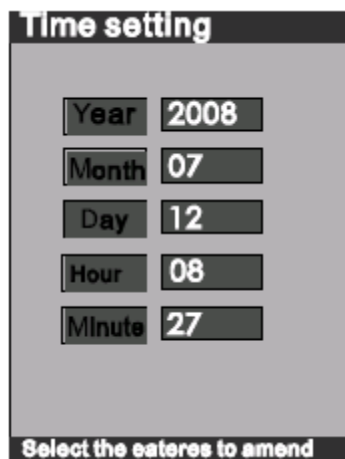 Time setting
Year 2008
Month 07
Day 12
Hour 08
MInute 27
Select the eateres to amend